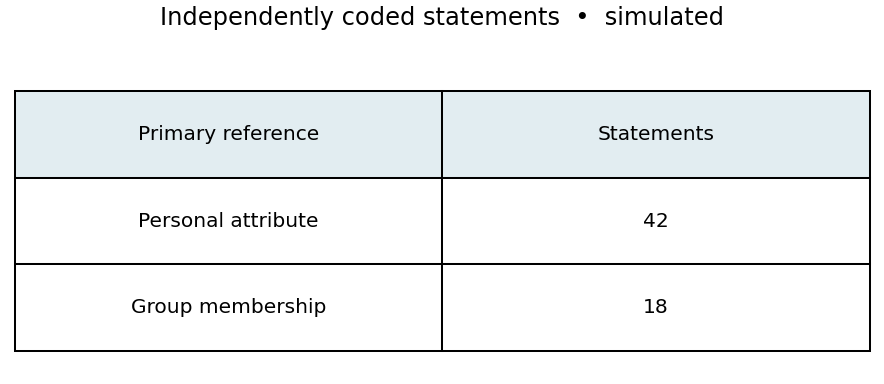 Independently coded statements • simulated
Primary reference Statements
Personal attribute 42
Group membership 18